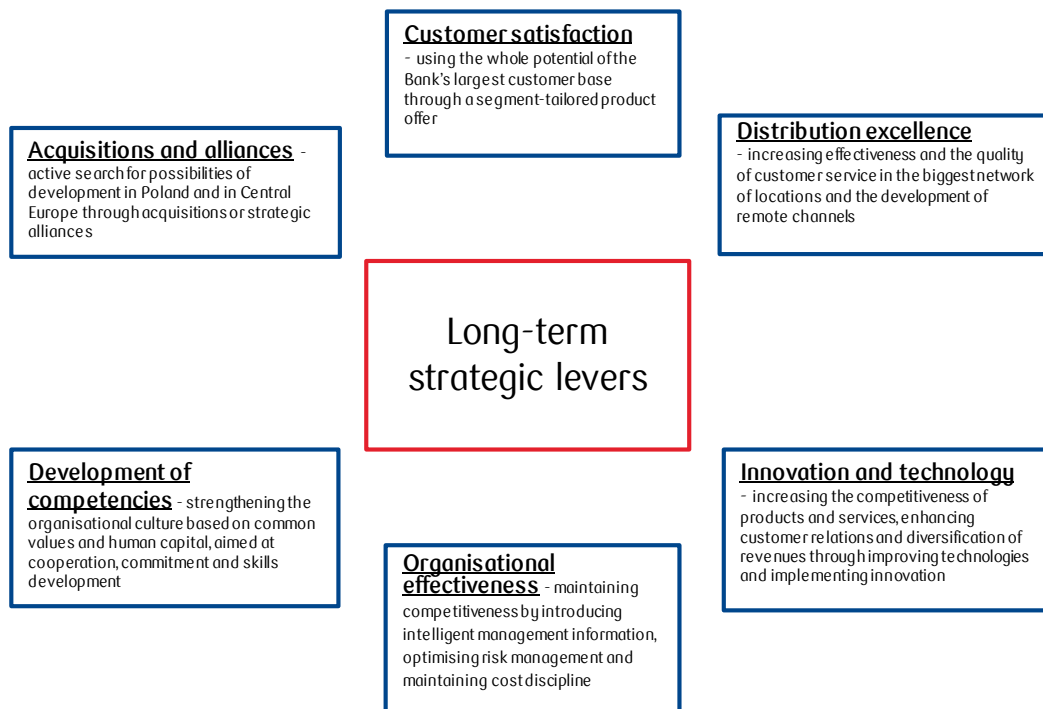 Customer satisfaction
- using the whole potential of the
Bank's largest customer base
through a segment-tailored product
offer
Distribution excellence
- increasing effectiveness and the quality
of customer service in the biggest network
of locations and the development of
remote channels
Acquisitions and alliances -
active search for possibilities of
development in Poland and in Central
Europe through acquisitions or strategic
alliances
Long-term
strategic levers
Development of
competencies - strengthening the
organisational culture based on common
values and human capital, aimed at
cooperation, commitment and skills
development
Innovation and technology
- increasing the competitiveness of
products and services, enhancing
customer relations and diversification of
revenues through improving technologies
and implementing innovation
Organisational
effectiveness - maintaining
competitiveness by introducing
intelligent management information,
optimising risk management and
maintaining cost discipline